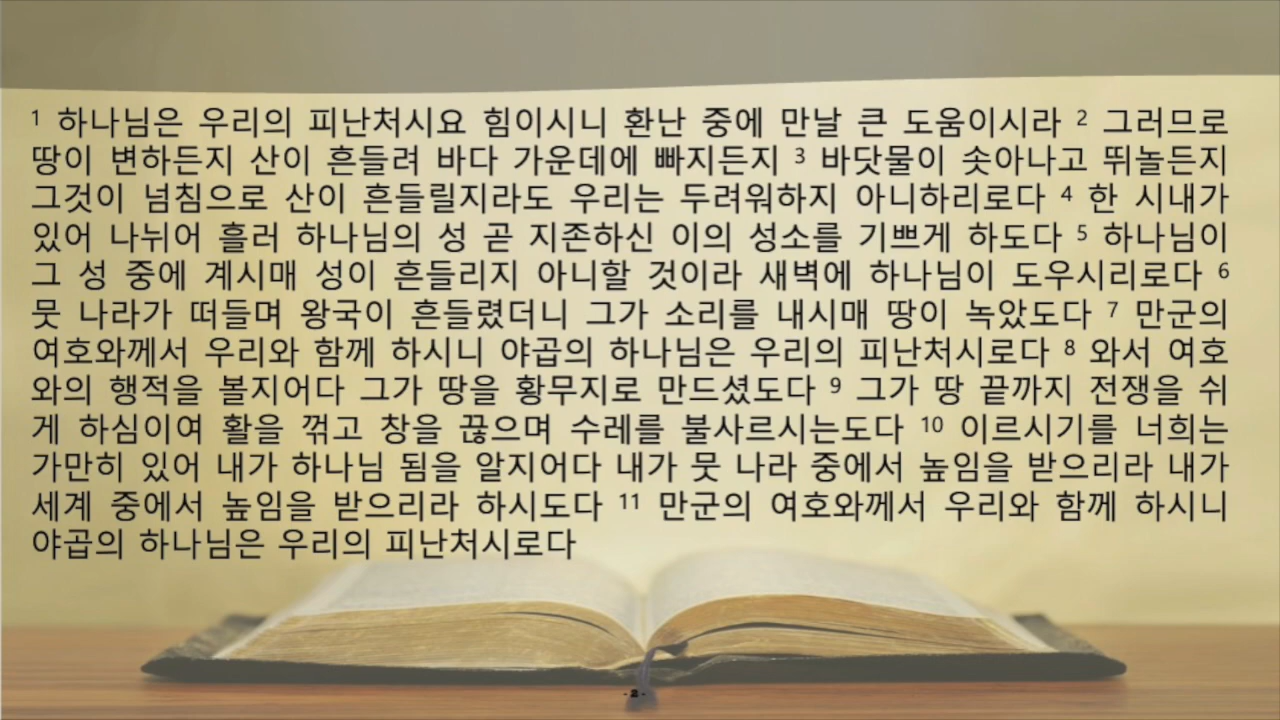 1 하나님은 우리의 피난처시요 힘이시니 환난 중에 만날 큰 도움이시라 2 그러므로
땅이 변하든지 산이 흔들려 바다 가운데에 빠지든지 3 바닷물이 솟아나고 뛰놀든지
그것이 넘침으로 산이 흔들릴지라도 우리는 두려워하지 아니하리로다 4 한 시내가
있어 나뉘어 흘러 하나님의 성 곧 지존하신 이의 성소를 기쁘게 하도다 5 하나님이
그 성 중에 계시매 성이 흔들리지 아니할 것이라 새벽에 하나님이 도우시리로다 6
뭇 나라가 떠들며 왕국이 흔들렸더니 그가 소리를 내시매 땅이 녹았도다 7 만군의
여호와께서 우리와 함께 하시니 야곱의 하나님은 우리의 피난처시로다 8 와서 여호
와의 행적을 볼지어다 그가 땅을 황무지로 만드셨도다 9 그가 땅 끝까지 전쟁을 쉬
게 하심이여 활을 꺾고 창을 끊으며 수레를 불사르시는도다 10 이르시기를 너희는
가만히 있어 내가 하나님 됨을 알지어다 내가 뭇 나라 중에서 높임을 받으리라 내가
세계 중에서 높임을 받으리라 하시도다 11 만군의 여호와께서 우리와 함께 하시니
야곱의 하나님은 우리의 피난처시로다
- 2 -